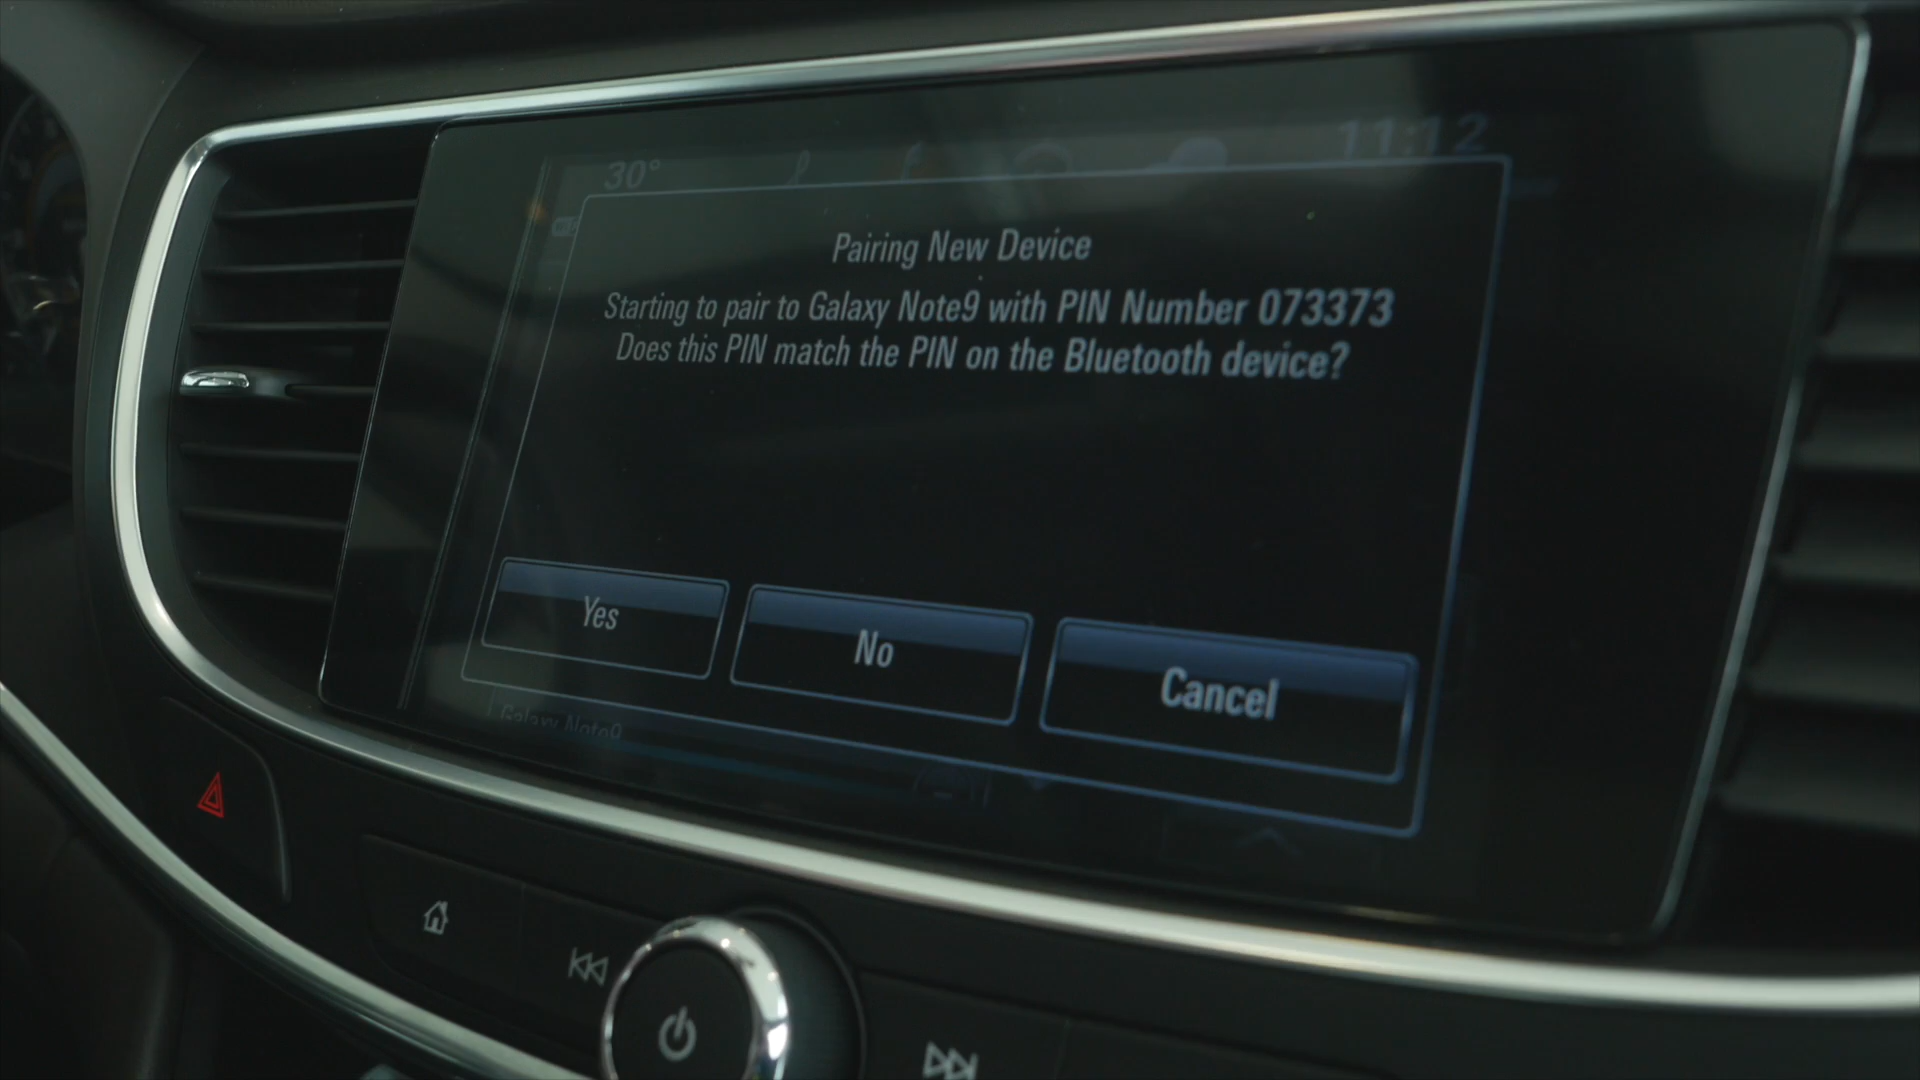 30°
11:12
Pairing New Device
Starting to pair to Galaxy Note9 with PIN Number 073373
Does this PIN match the PIN on the Bluetooth device?
Yes
No
Cancel
Galaxy Note9